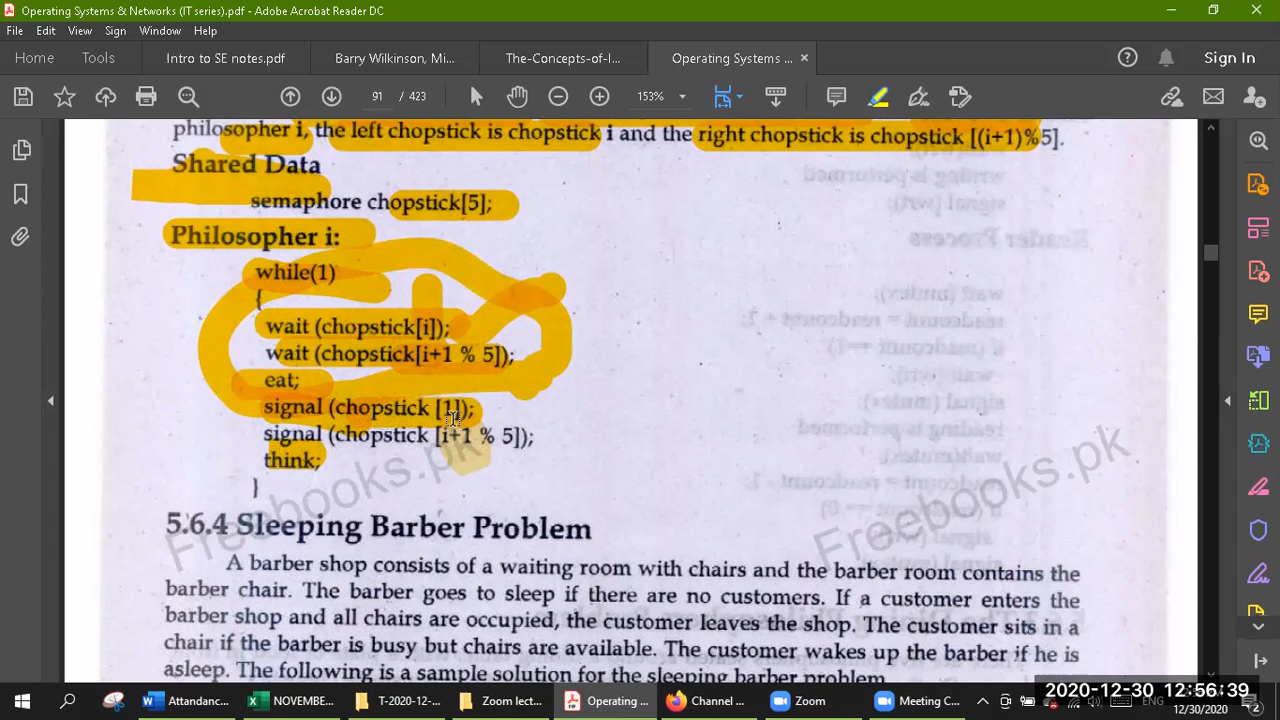 Operating Systems & Networks (IT series).pdf - Adobe Acrobat Reader DC
File Edit View Sign Window Help
Home Tools Intro to SE notes.pdf Barry Wilkinson, Mi... The-Concepts-of-I... Operating Systems ... × Sign In
91 / 423 153%
philosopher i, the left chopstick is chopstick i and the right chopstick is chopstick [(i+1)%5].
Shared Data
semaphore chopstick[5];
Philosopher i:
while(1)
{
wait (chopstick[i]);
wait (chopstick[i+1 % 5]);
eat;
signal (chopstick [1]);
signal (chopstick [i+1 % 5]);
think;
}
Freebooks.pk
Freebooks.pk
5.6.4 Sleeping Barber Problem
A barber shop consists of a waiting room with chairs and the barber room contains the
barber chair. The barber goes to sleep if there are no customers. If a customer enters the
barber shop and all chairs are occupied, the customer leaves the shop. The customer sits in a
chair if the barber is busy but chairs are available. The customer wakes up the barber if he is
asleep. The following is a sample solution for the sleeping barber problem
Attandanc... NOVEMBE... T-2020-12-... Zoom lect... Operating ... Channel ... Zoom Meeting C...
2020-12-30 12:56:39
12/30/2020